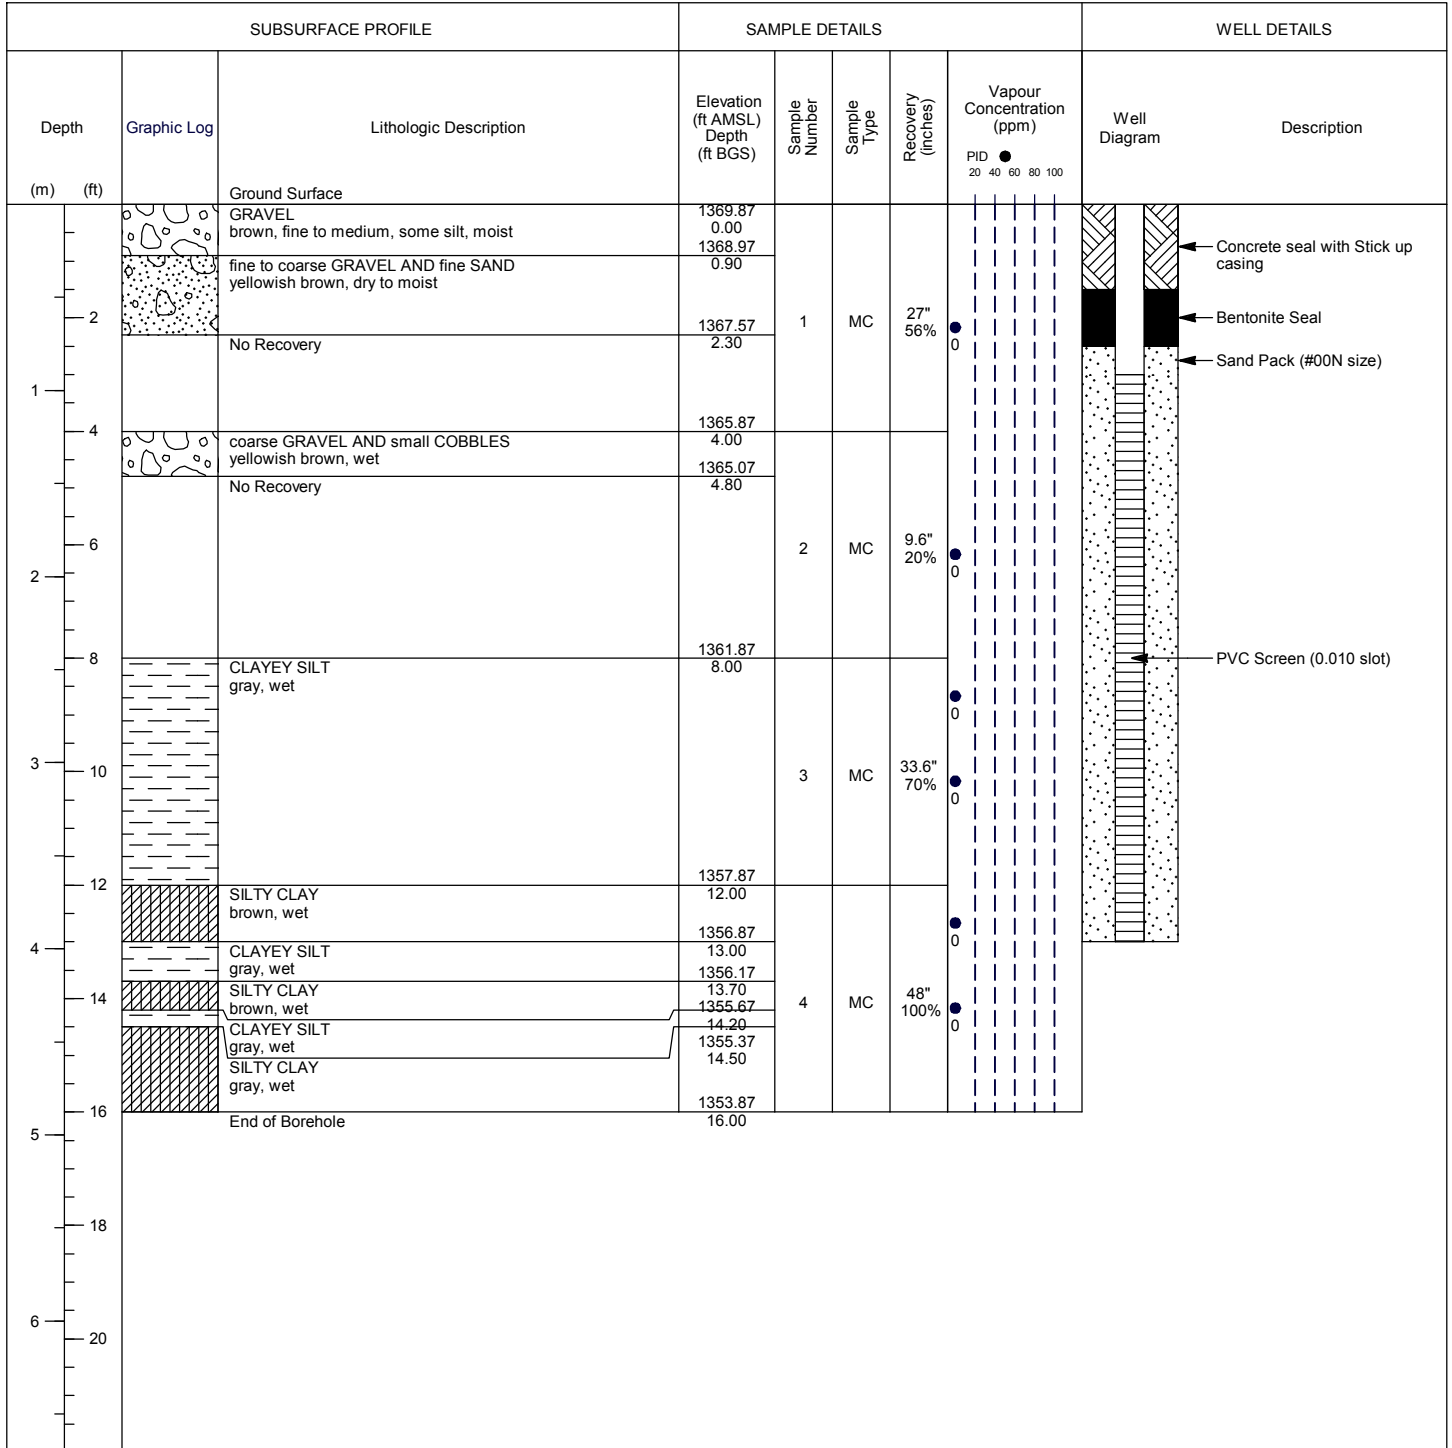 SUBSURFACE PROFILE
SAMPLE DETAILS
WELL DETAILS
Depth
(m)
(ft)
Graphic Log
Lithologic Description
Ground Surface
Elevation
(ft AMSL)
Depth
(ft BGS)
Sample
Number
Sample
Type
Recovery
(inches)
Vapour
Concentration
(ppm)
PID
20 40 60 80 100
Well
Diagram
Description
GRAVEL
brown, fine to medium, some silt, moist
1369.87
0.00
1368.97
fine to coarse GRAVEL AND fine SAND
yellowish brown, dry to moist
0.90
1367.57
No Recovery
2.30
1365.87
coarse GRAVEL AND small COBBLES
yellowish brown, wet
4.00
1365.07
No Recovery
4.80
1361.87
CLAYEY SILT
gray, wet
8.00
1357.87
SILTY CLAY
brown, wet
12.00
1356.87
CLAYEY SILT
gray, wet
13.00
1356.17
SILTY CLAY
brown, wet
13.70
1355.67
CLAYEY SILT
gray, wet
14.20
1355.37
SILTY CLAY
gray, wet
14.50
1353.87
End of Borehole
16.00
1
2
3
4
5
6
2
4
6
8
10
12
14
16
18
20
1
MC
27"
56%
0
2
MC
9.6"
20%
0
3
MC
33.6"
70%
0
0
4
MC
48"
100%
0
0
Concrete seal with Stick up
casing
Bentonite Seal
Sand Pack (#00N size)
PVC Screen (0.010 slot)